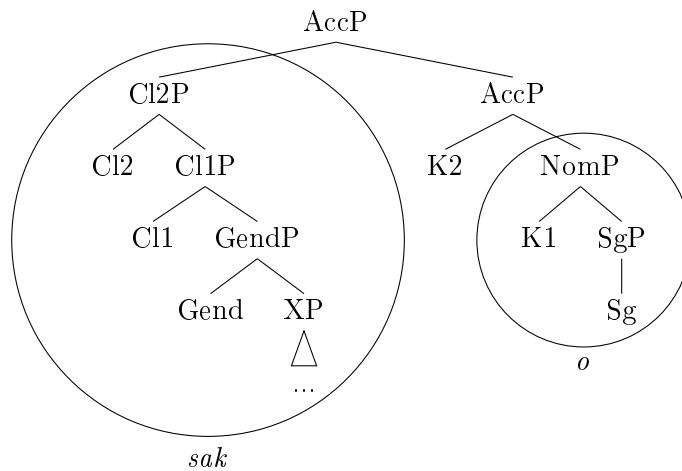 AccP
Cl2P AccP
Cl2 Cl1P K2 NomP
Cl1 GendP K1 SgP
Gend XP Sg
...
o
sak